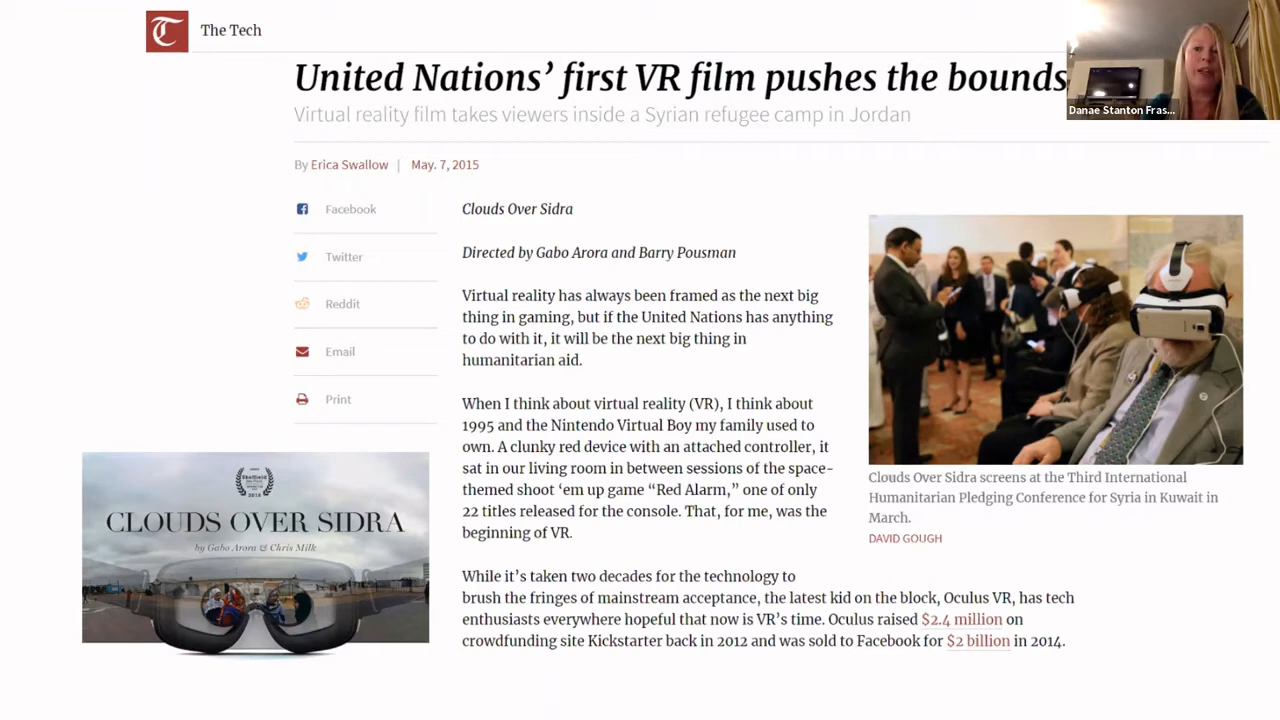 The Tech
United Nations’ first VR film pushes the bounds
Virtual reality film takes viewers inside a Syrian refugee camp in Jordan
Danae Stanton Fras...
By Erica Swallow | May. 7, 2015
Facebook
Twitter
Reddit
Email
Print
Clouds Over Sidra
Directed by Gabo Arora and Barry Pousman
Virtual reality has always been framed as the next big
thing in gaming, but if the United Nations has anything
to do with it, it will be the next big thing in
humanitarian aid.
When I think about virtual reality (VR), I think about
1995 and the Nintendo Virtual Boy my family used to
own. A clunky red device with an attached controller, it
sat in our living room in between sessions of the space-
themed shoot ‘em up game “Red Alarm,” one of only
22 titles released for the console. That, for me, was the
beginning of VR.
While it’s taken two decades for the technology to
brush the fringes of mainstream acceptance, the latest kid on the block, Oculus VR, has tech
enthusiasts everywhere hopeful that now is VR’s time. Oculus raised $2.4 million on
crowdfunding site Kickstarter back in 2012 and was sold to Facebook for $2 billion in 2014.
Clouds Over Sidra screens at the Third International
Humanitarian Pledging Conference for Syria in Kuwait in
March.
DAVID GOUGH
CLOUDS OVER SIDRA
by Gabo Arora & Chris Milk